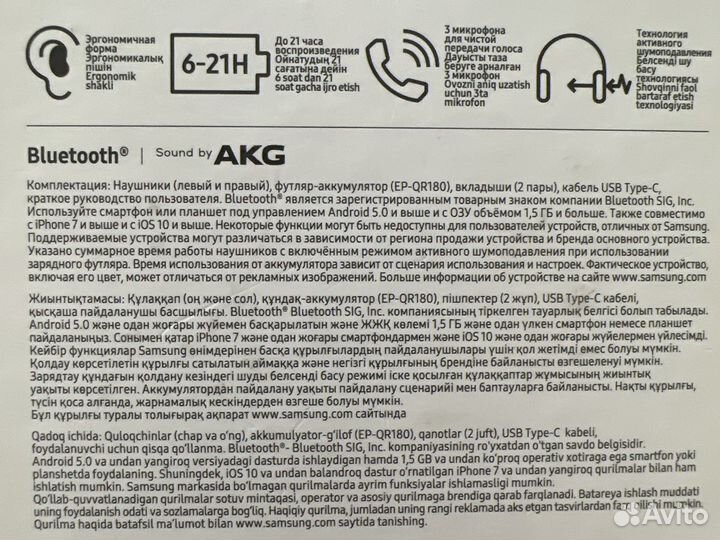 Эргономичная
форма
Эргономикалық
пішін
Ergonomik
shakli
6-21H
До 21 часа
воспроизведения
Ойнатудың 21
сағатына дейін
6 soat dan 21
soat gacha ijro etish
3 микрофона
для чистой
передачи голоса
Дауысты таза
беруге арналған
3 микрофон
Ovozni aniq uzatish
uchun 3ta
mikrofon
Технология
активного
шумоподавления
Белсенді шу
басу
технологиясы
Shovqinni faol
bartaraf etish
texnologiyasi
Bluetooth® | Sound by AKG
Комплектация: Наушники (левый и правый), футляр-аккумулятор (EP-QR180), вкладыши (2 пары), кабель USB Type-C,
краткое руководство пользователя. Bluetooth® является зарегистрированным товарным знаком компании Bluetooth SIG, Inc.
Используйте смартфон или планшет под управлением Android 5.0 и выше и с ОЗУ объёмом 1,5 ГБ и больше. Также совместимо
с iPhone 7 и выше и с iOS 10 и выше. Некоторые функции могут быть недоступны для пользователей устройств, отличных от Samsung.
Поддерживаемые устройства могут различаться в зависимости от региона продажи устройства и бренда основного устройства.
Указано суммарное время работы наушников с включённым режимом активного шумоподавления при использовании
зарядного футляра. Время использования от аккумулятора зависит от сценария использования и настроек. Фактическое устройство,
включая его цвет, может отличаться от рекламных изображений. Больше информации об устройстве на сайте www.samsung.com.
Жиынтықтамасы: Құлаққап (оң және сол), құндақ-аккумулятор (EP-QR180), пішпектер (2 жұп), USB Type-C кабелі,
қысқаша пайдаланушы басшылығы. Bluetooth® Bluetooth SIG, Inc. компаниясының тіркелген тауарлық белгісі болып табылады.
Android 5.0 және одан жоғары жүйемен басқарылатын және ЖЖҚ көлемі 1,5 ГБ және одан үлкен смартфон немесе планшет
пайдаланыңыз. Сонымен қатар iPhone 7 және одан жоғары смартфондармен және iOS 10 және одан жоғары жүйелермен үйлесімді.
Кейбір функциялар Samsung өнімдерінен басқа құрылғылардың пайдаланушылары үшін қол жетімді емес болуы мүмкін.
Қолдау көрсетілетін құрылғы сатылатын аймаққа және негізгі құрылғының брендіне байланысты өзгешеленуі мүмкін.
Зарядтау құндағын қолдану кезіндегі шуды белсенді басу режимі іске қосылған құлаққаптар жұмысының жиынтық
уақыты көрсетілген. Аккумулятордан пайдалану уақыты пайдалану сценарийі мен баптауларға байланысты. Нақты құрылғы,
түсін қоса алғанда, жарнамалық кескіндерден өзгешеленуі мүмкін.
Бұл құрылғы туралы толығырақ ақпарат www.samsung.com сайтында
Qadoq ichida: Quloqchinlar (chap va o'ng), akkumulyator-g'ilof (EP-QR180), qanotlar (2 juft), USB Type-C kabeli,
foydalanuvchi uchun qisqa qo'llanma. Bluetooth®- Bluetooth SIG, Inc. kompaniyasining ro'yxatdan o'tgan savdo belgisidir.
Android 5.0 va undan yangiroq versiyadagi dasturda ishlaydigan hamda 1,5 GB va undan ko'proq operativ xotiraga ega smartfon yoki
planshetda foydalaning. Shuningdek, iOS 10 va undan balandroq dastur o'rnatilgan iPhone 7 va undan yangiroq qurilmalar bilan ham
ishlatish mumkin. Samsung markasida bo'lmagan qurilmalarda ayrim funksiyalar ishlamasligi mumkin.
Qo'llab-quvvatlanadigan qurilmalar sotuv mintaqasi, operator va asosiy qurilmaga brendiga qarab farqlanadi. Batareya ishlash muddati
uning foydalanish odati va sozlamalarga bog'liq. Haqiqiy qurilma, jumladan uning rangi reklamada aks etgan tasvirlardan farq qilishi mumkin.
Qurilma haqida batafsil ma'lumot bilan www.samsung.com saytida tanishing.
Avito